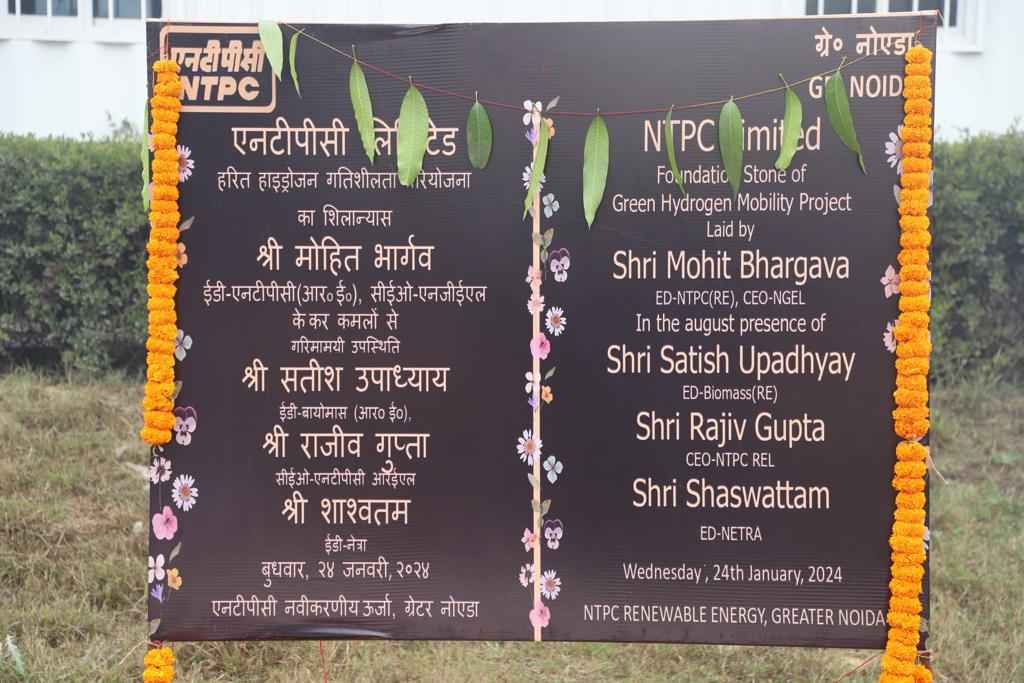 एनटीपीसी
NTPC
एनटीपीसी
हरित हाइड्रोजन गतिशीलता
का शिलान्यास
श्री मोहित भार्गव
ईडी-एनटीपीसी(आर० ई०), सीईओ-एनजीईएल
के कर कमलों से
गरिमामयी उपस्थिति
श्री सतीश उपाध्याय
ईडी-बायोमास (आर० ई०),
श्री राजीव गुप्ता
सीईओ-एनटीपीसी आरईएल
श्री शाश्वतम
ईडी-नेत्रा
बुधवार, २४ जनवरी, २०२४
एनटीपीसी नवीकरणीय ऊर्जा, ग्रेटर नोएडा
ग्रे० नोएडा
NTPC Limited
Foundation Stone of
Green Hydrogen Mobility Project
Laid by
Shri Mohit Bhargava
ED-NTPC(RE), CEO-NGEL
In the august presence of
Shri Satish Upadhyay
ED-Biomass(RE)
Shri Rajiv Gupta
CEO-NTPC REL
Shri Shaswattam
ED-NETRA
Wednesday, 24th January, 2024
NTPC RENEWABLE ENERGY, GREATER NOIDA